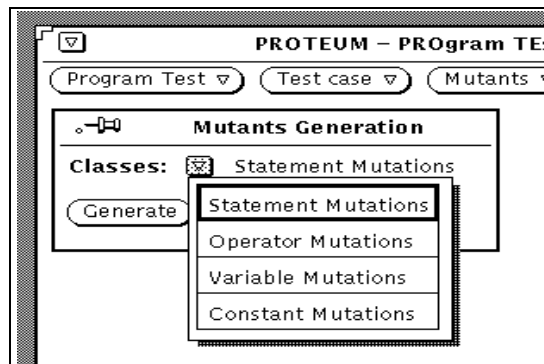 PROTEUM – PROgram TE
Program Test Test case Mutants
Mutants Generation
Classes: Statement Mutations
Generate
Statement Mutations
Operator Mutations
Variable Mutations
Constant Mutations